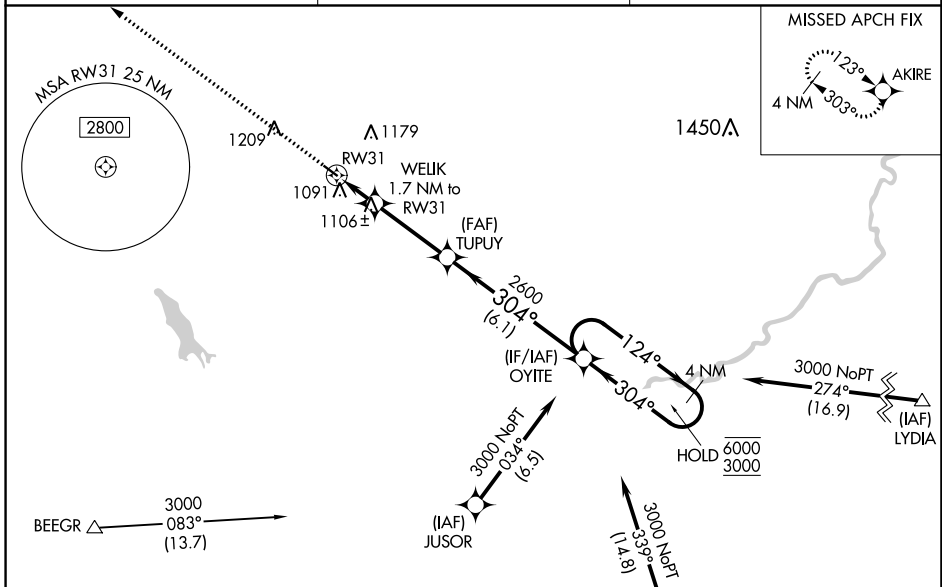 MISSED APCH FIX
123°
AKIRE
4 NM
303°
MSA RW31 25 NM
2800
1209
1179
1450
RW31
WELIK
1.7 NM to
RW31
1091
1106±
(FAF)
TUPUY
2600
304°
(6.1)
(IF/IAF)
OYITE
124°
4 NM
304°
3000 NoPT
274°
(16.9)
(IAF)
LYDIA
HOLD
6000
3000
3000 NoPT
034°
(6.5)
(IAF)
JUSOR
BEEGR
3000
083°
(13.7)
3000 NoPT
339°
(14.8)